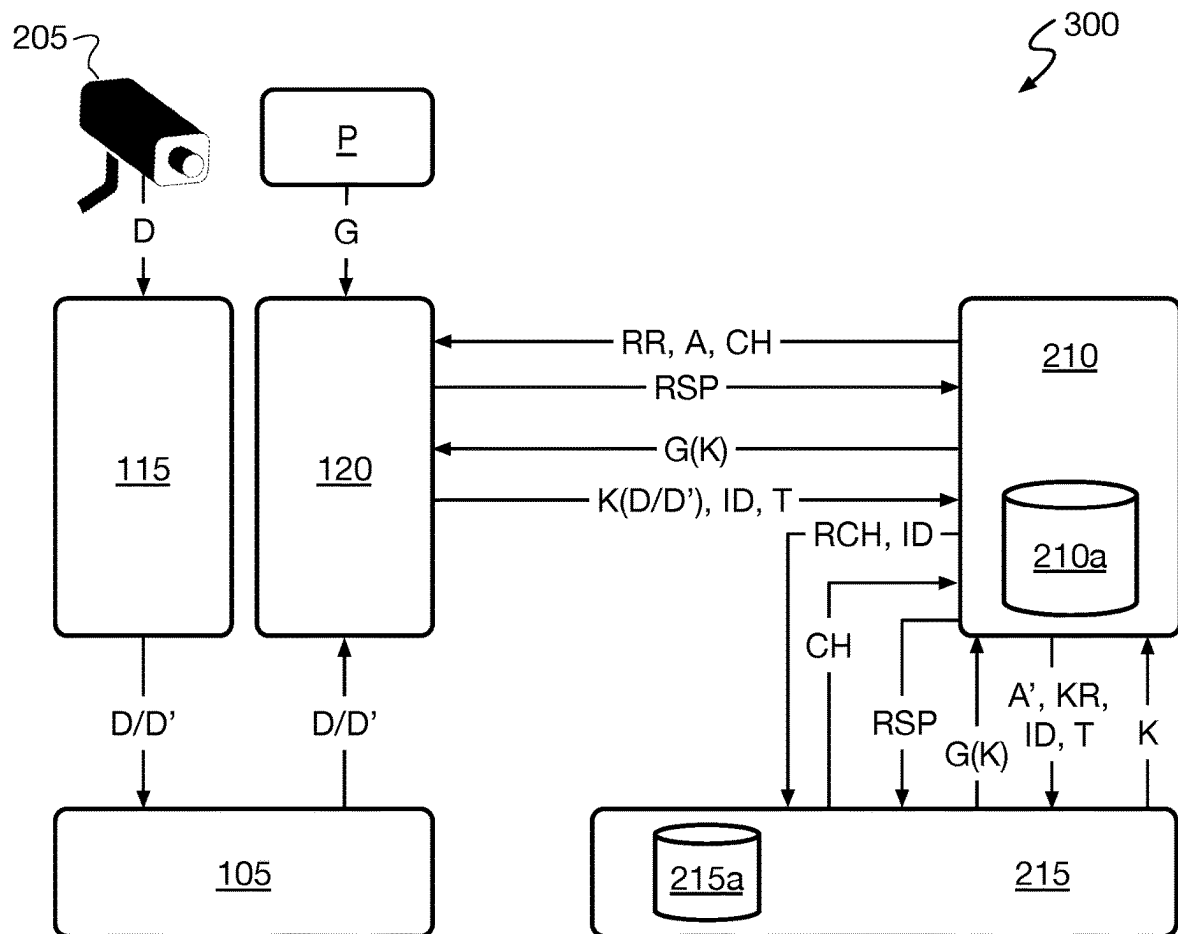 205
300
P
D
G
RR, A, CH
210
RSP
115
120
G(K)
K(D/D'), ID, T
RCH, ID
210a
CH
D/D'
D/D'
RSP
G(K)
A', KR,
ID, T
K
105
215a
215